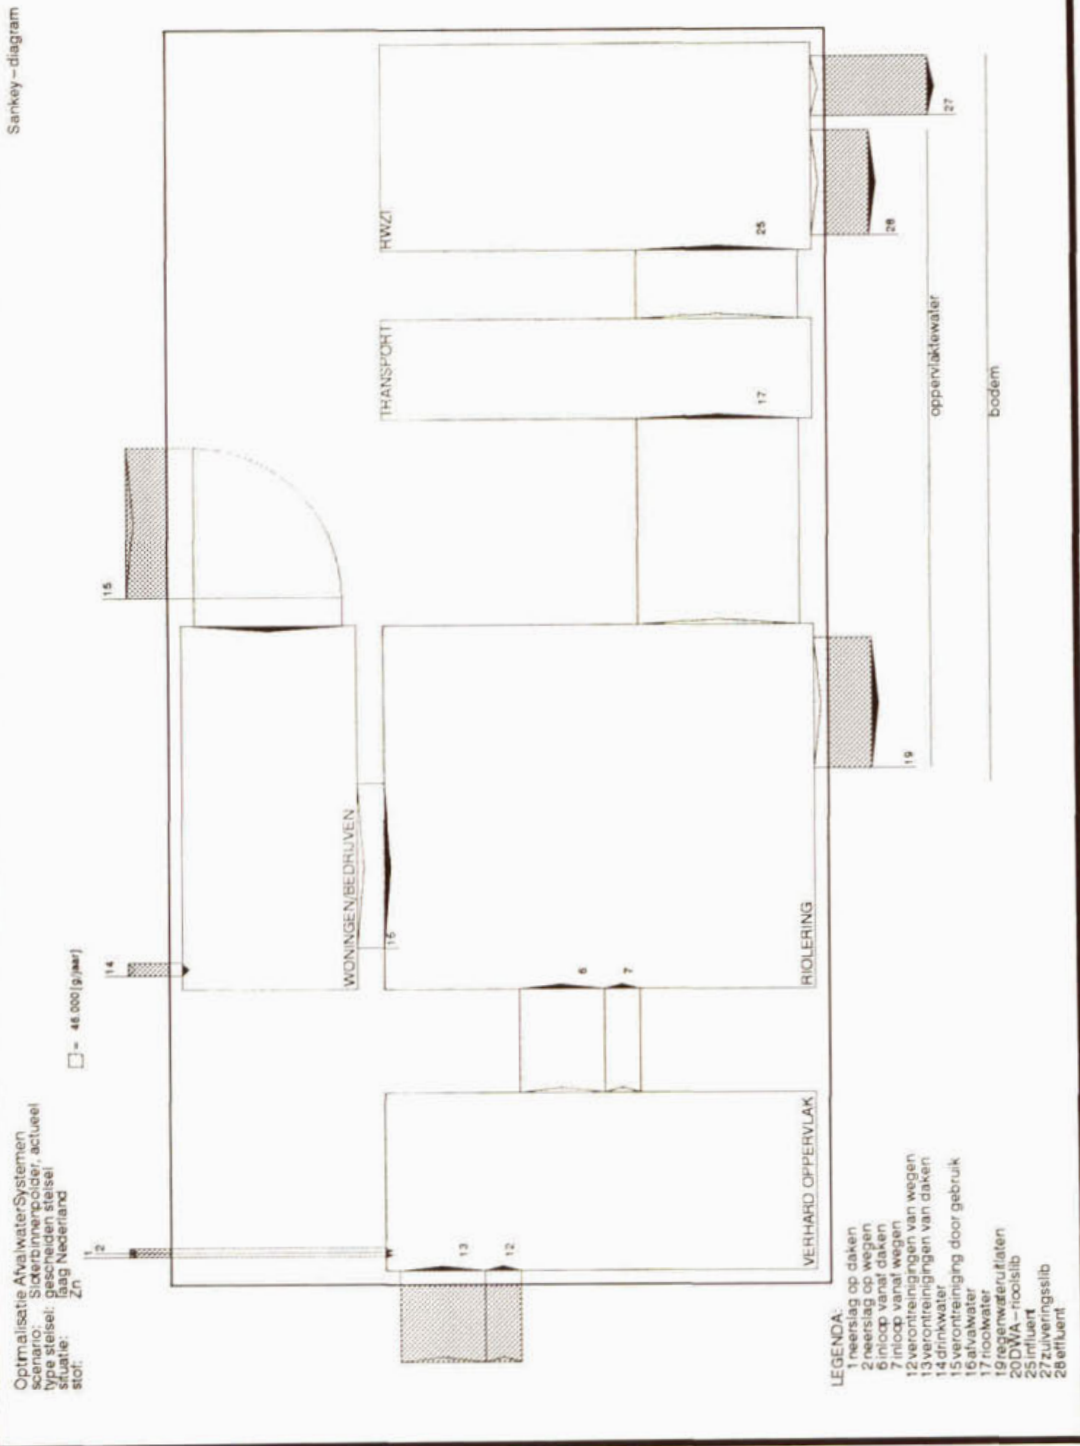 Sankey-diagram
Optimalisatie AfvalwaterSystemen
scenario: Sloterbinnenpolder, actueel
type stelsel: gescheiden stelsel
situatie: laag Nederland
stof: Zn
= 46.000 [g/jaar]
1
2
14
15
WONINGEN/BEDRIJVEN
16
13
12
VERHARD OPPERVLAK
6
7
RIOLERING
TRANSPORT
17
RWZI
25
19
28
27
oppervlaktewater
bodem
LEGENDA:
1 neerslag op daken
2 neerslag op wegen
6 inloop vanaf daken
7 inloop vanaf wegen
12 verontreinigingen van wegen
13 verontreinigingen van daken
14 drinkwater
15 verontreiniging door gebruik
16 afvalwater
17 rioolwater
19 regenwateruitlaten
20 DWA-rioolslib
25 influent
27 zuiveringsslib
28 effluent